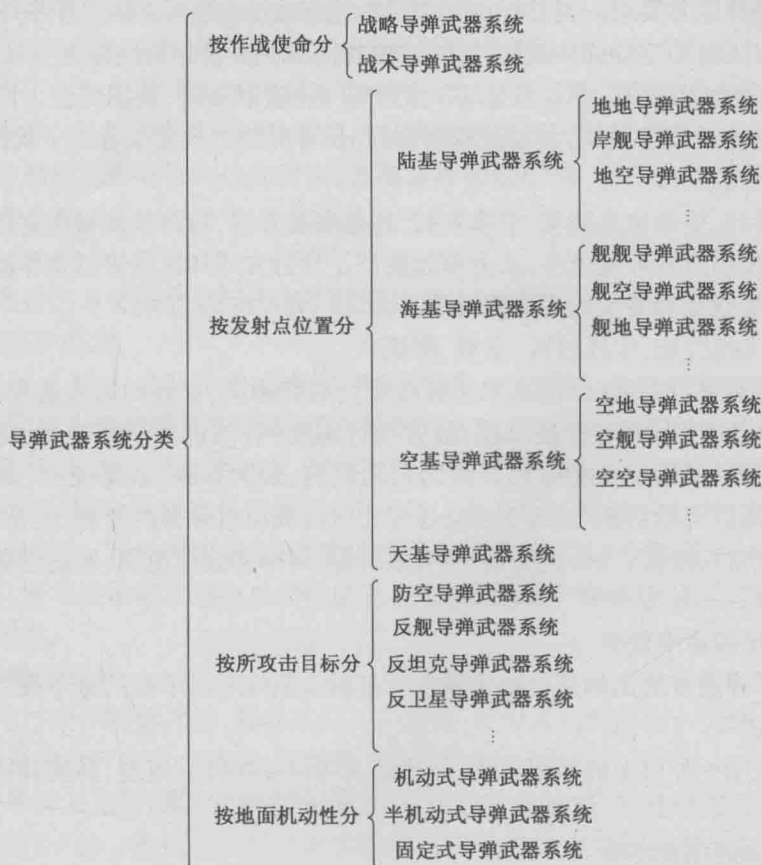 导弹武器系统分类
按作战使命分
战略导弹武器系统
战术导弹武器系统
按发射点位置分
陆基导弹武器系统
地地导弹武器系统
岸舰导弹武器系统
地空导弹武器系统
⋮
海基导弹武器系统
舰舰导弹武器系统
舰空导弹武器系统
舰地导弹武器系统
⋮
空基导弹武器系统
空地导弹武器系统
空舰导弹武器系统
空空导弹武器系统
⋮
天基导弹武器系统
按所攻击目标分
防空导弹武器系统
反舰导弹武器系统
反坦克导弹武器系统
反卫星导弹武器系统
⋮
按地面机动性分
机动式导弹武器系统
半机动式导弹武器系统
固定式导弹武器系统